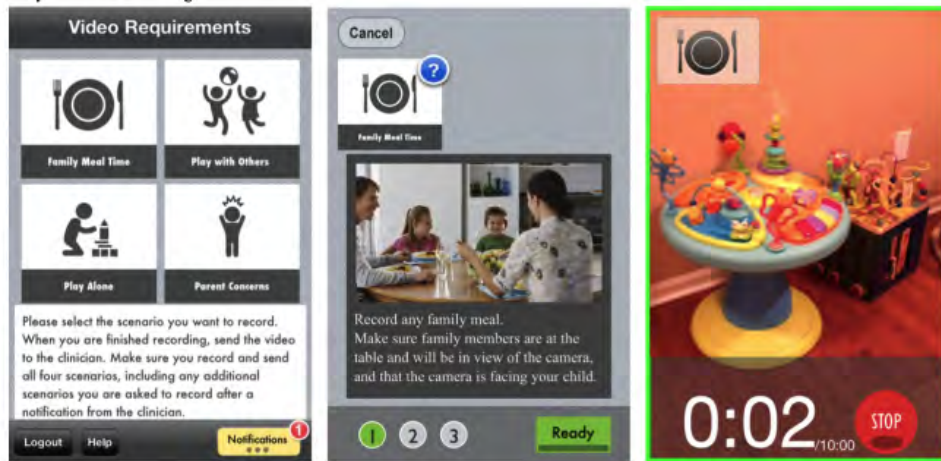 Video Requirements
Family Meal Time
Play with Others
Play Alone
Parent Concerns
Please select the scenario you want to record.
When you are finished recording, send the video
to the clinician. Make sure you record and send
all four scenarios, including any additional
scenarios you are asked to record after a
notification from the clinician.
Logout
Help
Notifications
1
Cancel
?
Family Meal Time
Record any family meal.
Make sure family members are at the
table and will be in view of the camera,
and that the camera is facing your child.
1 2 3
Ready
0:02 /10:00
STOP